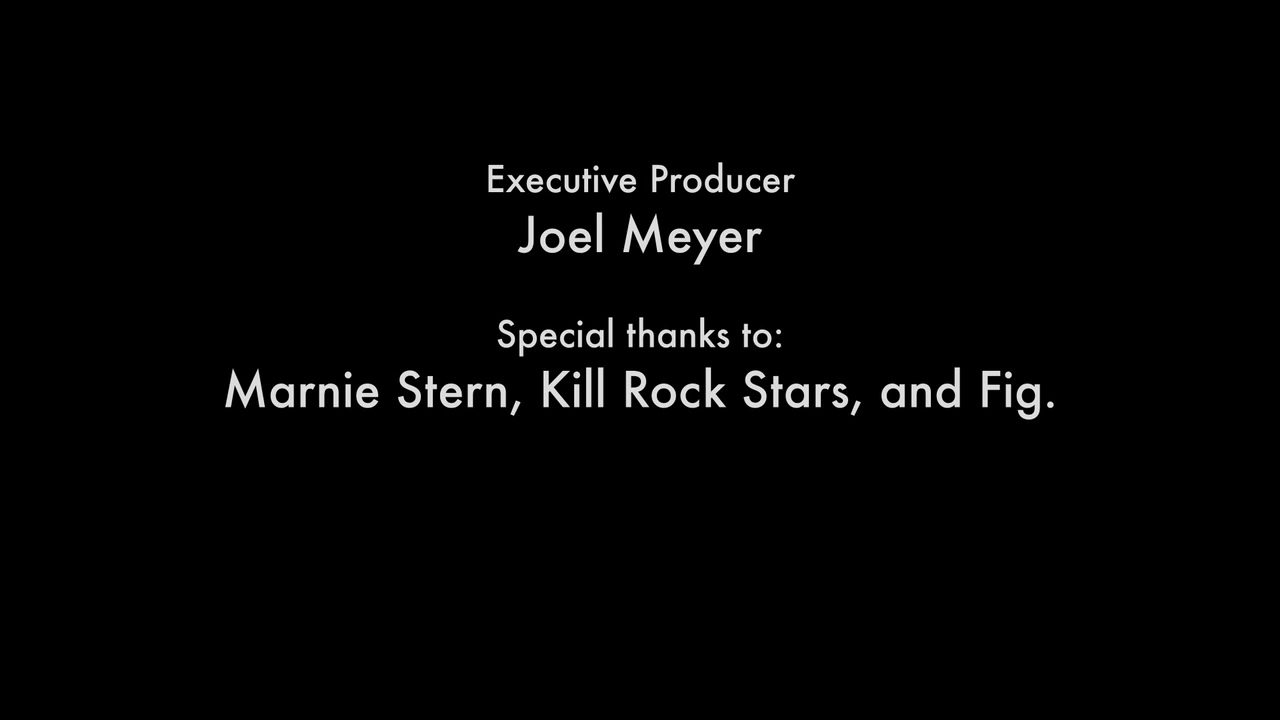 Executive Producer
Joel Meyer
Special thanks to:
Marnie Stern, Kill Rock Stars, and Fig.